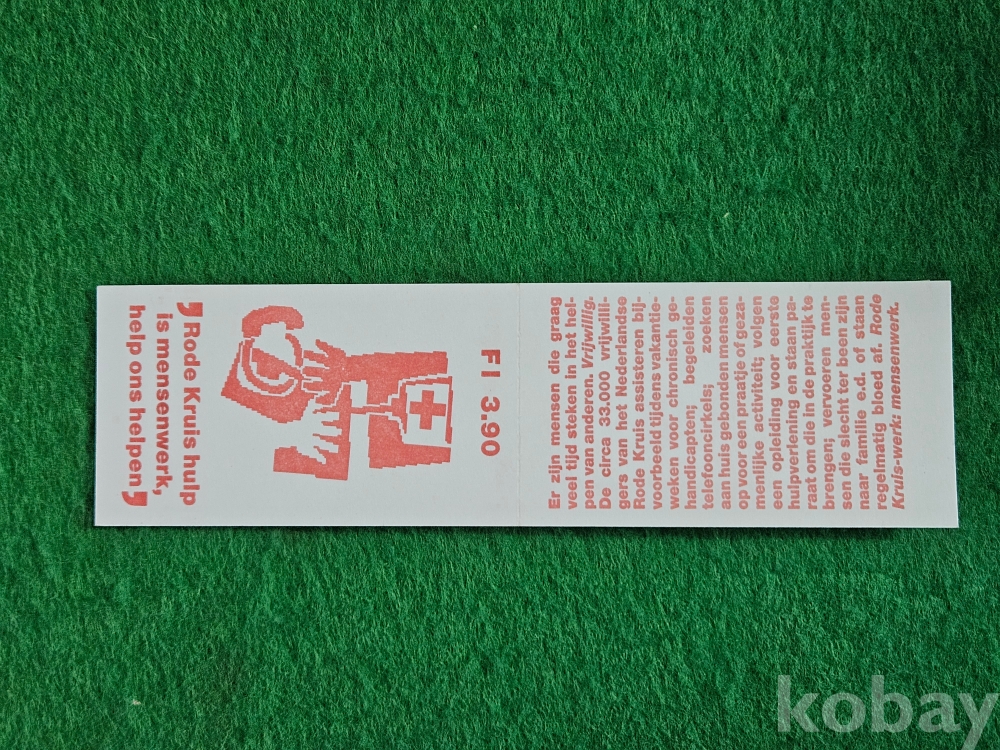 ❜Rode Kruis hulp
is mensenwerk,
help ons helpen❜
Fl 3.90
Er zijn mensen die graag
veel tijd steken in het hel-
pen van anderen. Vrijwillig.
De circa 33.000 vrijwilli-
gers van het Nederlandse
Rode Kruis assisteren bij-
voorbeeld tijdens vakantie-
weken voor chronisch ge-
handicapten; begeleiden
telefooncirkels; zoeken
aan huis gebonden mensen
op voor een praatje of geza-
menlijke activiteit; volgen
een opleiding voor eerste
hulpverlening en staan pa-
raat om die in de praktijk te
brengen; vervoeren men-
sen die slecht ter been zijn
naar familie e.d. of staan
regelmatig bloed af. Rode
Kruis-werk: mensenwerk.
kobay